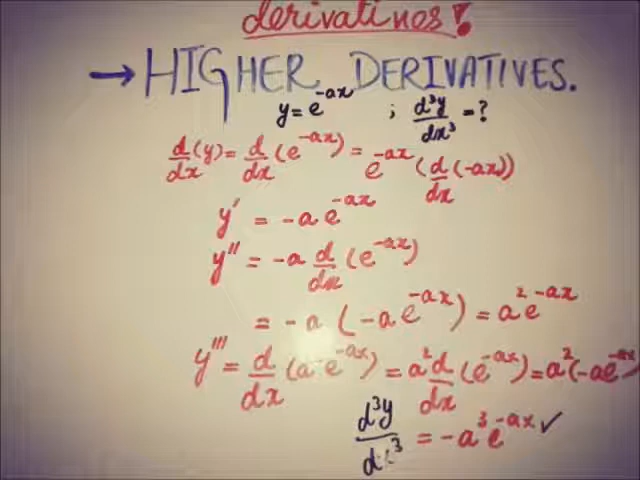 derivatives!
→ HIGHER DERIVATIVES.
y = e^{-ax} ; d³y/dx³ = ?
d/dx (y) = d/dx (e^{-ax}) = e^{-ax} (d/dx (-ax))
y' = -a e^{-ax}
y'' = -a d/dx (e^{-ax})
= -a (-a e^{-ax}) = a² e^{-ax}
y''' = d/dx (a² e^{-ax}) = a² d/dx (e^{-ax}) = a² (-a e^{-ax})
d³y/dx³ = -a³ e^{-ax} ✓